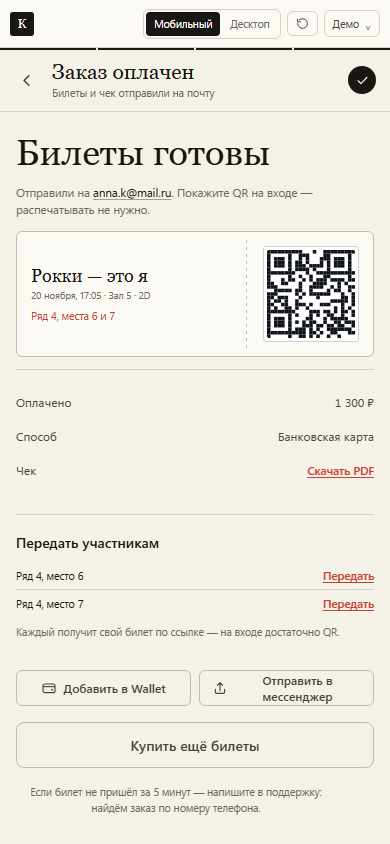 К
Мобильный Десктоп Демо
Заказ оплачен
Билеты и чек отправили на почту
Билеты готовы
Отправили на anna.k@mail.ru. Покажите QR на входе —
распечатывать не нужно.
Рокки — это я
20 ноября, 17:05 · Зал 5 · 2D
Ряд 4, места 6 и 7
Оплачено 1 300 ₽
Способ Банковская карта
Чек Скачать PDF
Передать участникам
Ряд 4, место 6 Передать
Ряд 4, место 7 Передать
Каждый получит свой билет по ссылке — на входе достаточно QR.
Добавить в Wallet
Отправить в
мессенджер
Купить ещё билеты
Если билет не пришёл за 5 минут — напишите в поддержку:
найдём заказ по номеру телефона.